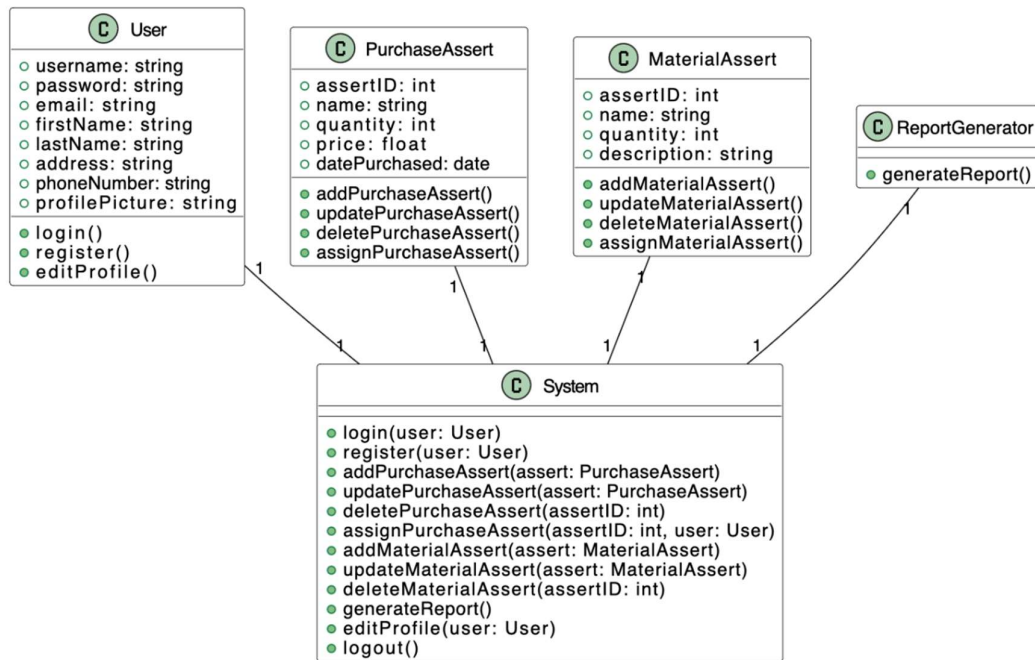 C User
username: string
password: string
email: string
firstName: string
lastName: string
address: string
phoneNumber: string
profilePicture: string
login()
register()
editProfile()
C PurchaseAssert
assertID: int
name: string
quantity: int
price: float
datePurchased: date
addPurchaseAssert()
updatePurchaseAssert()
deletePurchaseAssert()
assignPurchaseAssert()
C MaterialAssert
assertID: int
name: string
quantity: int
description: string
addMaterialAssert()
updateMaterialAssert()
deleteMaterialAssert()
assignMaterialAssert()
C ReportGenerator
generateReport()
1
1
1
1
1
1
1
1
C System
login(user: User)
register(user: User)
addPurchaseAssert(assert: PurchaseAssert)
updatePurchaseAssert(assert: PurchaseAssert)
deletePurchaseAssert(assertID: int)
assignPurchaseAssert(assertID: int, user: User)
addMaterialAssert(assert: MaterialAssert)
updateMaterialAssert(assert: MaterialAssert)
deleteMaterialAssert(assertID: int)
generateReport()
editProfile(user: User)
logout()